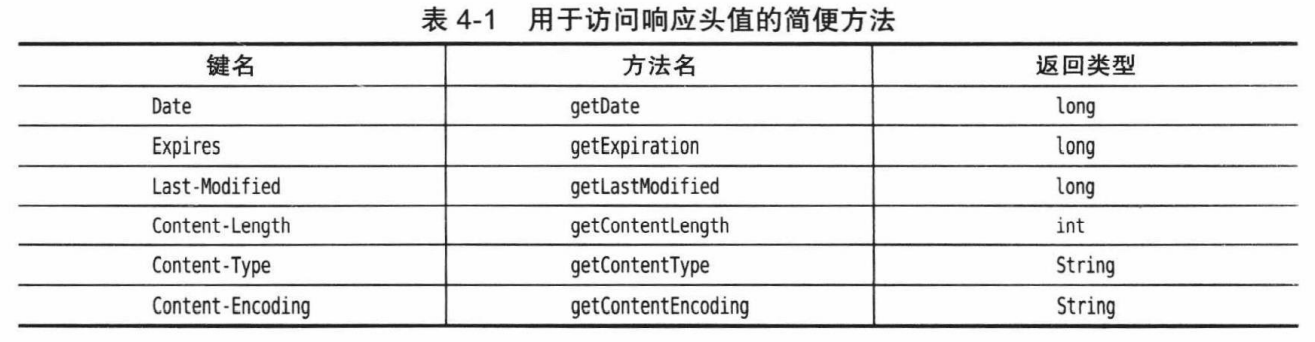 表 4-1 用于访问响应头值的简便方法
键名 方法名 返回类型
Date getDate long
Expires getExpiration long
Last-Modified getLastModified long
Content-Length getContentLength int
Content-Type getContentType String
Content-Encoding getContentEncoding String